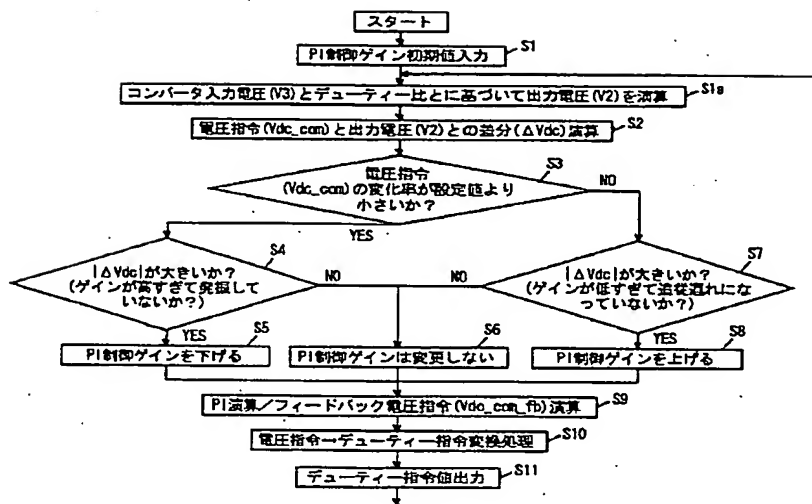 スタート
PI制御ゲイン初期値入力
S1
コンバータ入力電圧(V3)とデューティー比とに基づいて出力電圧(V2)を演算
S1a
電圧指令(Vdc_com)と出力電圧(V2)との差分(ΔVdc)演算
S2
電圧指令
(Vdc_com)の変化率が設定値より
小さいか?
S3
NO
YES
|ΔVdc|が大きいか?
(ゲインが高すぎて発振して
いないか?)
S4
NO
NO
|ΔVdc|が大きいか?
(ゲインが低すぎて追従遅れにな
っていないか?)
S7
YES
S5
S6
YES
S8
PI制御ゲインを下げる
PI制御ゲインは変更しない
PI制御ゲインを上げる
PI演算/フィードバック電圧指令(Vdc_com_fb)演算
S9
電圧指令→デューティー指令変換処理
S10
デューティー指令値出力
S11